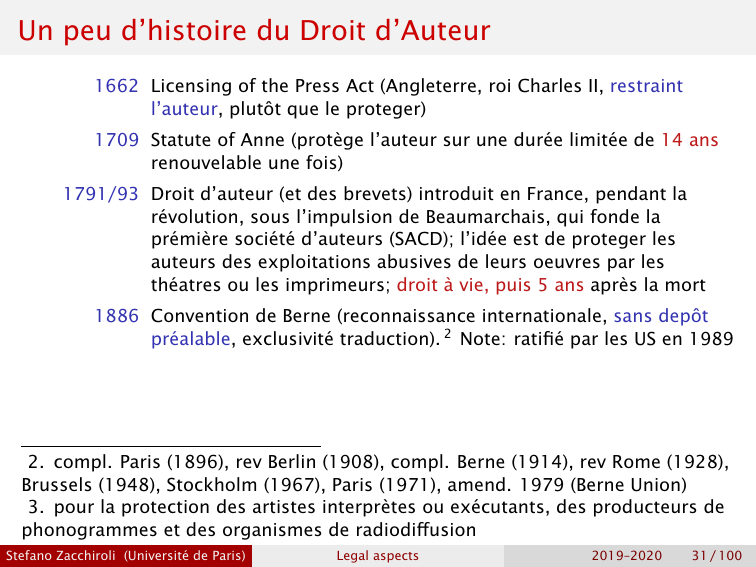 Un peu d’histoire du Droit d’Auteur
1662 Licensing of the Press Act (Angleterre, roi Charles II, restraint
l’auteur, plutôt que le proteger)
1709 Statute of Anne (protège l’auteur sur une durée limitée de 14 ans
renouvelable une fois)
1791/93 Droit d’auteur (et des brevets) introduit en France, pendant la
révolution, sous l’impulsion de Beaumarchais, qui fonde la
prémière société d’auteurs (SACD); l’idée est de proteger les
auteurs des exploitations abusives de leurs oeuvres par les
théatres ou les imprimeurs; droit à vie, puis 5 ans après la mort
1886 Convention de Berne (reconnaissance internationale, sans depôt
préalable, exclusivité traduction). 2 Note: ratifié par les US en 1989
2. compl. Paris (1896), rev Berlin (1908), compl. Berne (1914), rev Rome (1928),
Brussels (1948), Stockholm (1967), Paris (1971), amend. 1979 (Berne Union)
3. pour la protection des artistes interprètes ou exécutants, des producteurs de
phonogrammes et des organismes de radiodiffusion
Stefano Zacchiroli (Université de Paris) Legal aspects 2019–2020 31 / 100